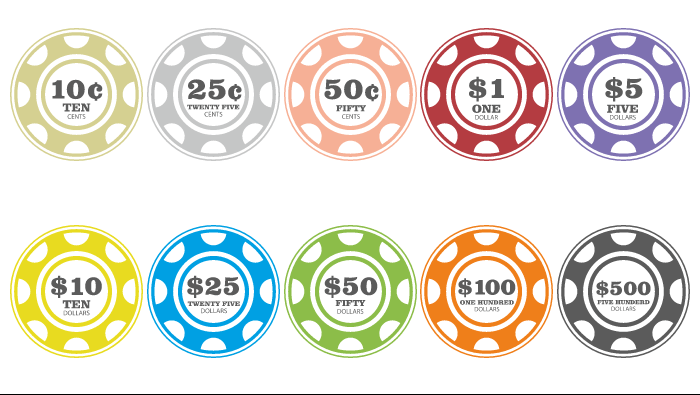 10¢
TEN
CENTS
25¢
TWENTY FIVE
CENTS
50¢
FIFTY
CENTS
$1
ONE
DOLLAR
$5
FIVE
DOLLARS
$10
TEN
DOLLARS
$25
TWENTY FIVE
DOLLARS
$50
FIFTY
DOLLARS
$100
ONE HUNDRED
DOLLARS
$500
FIVE HUNDERD
DOLLARS